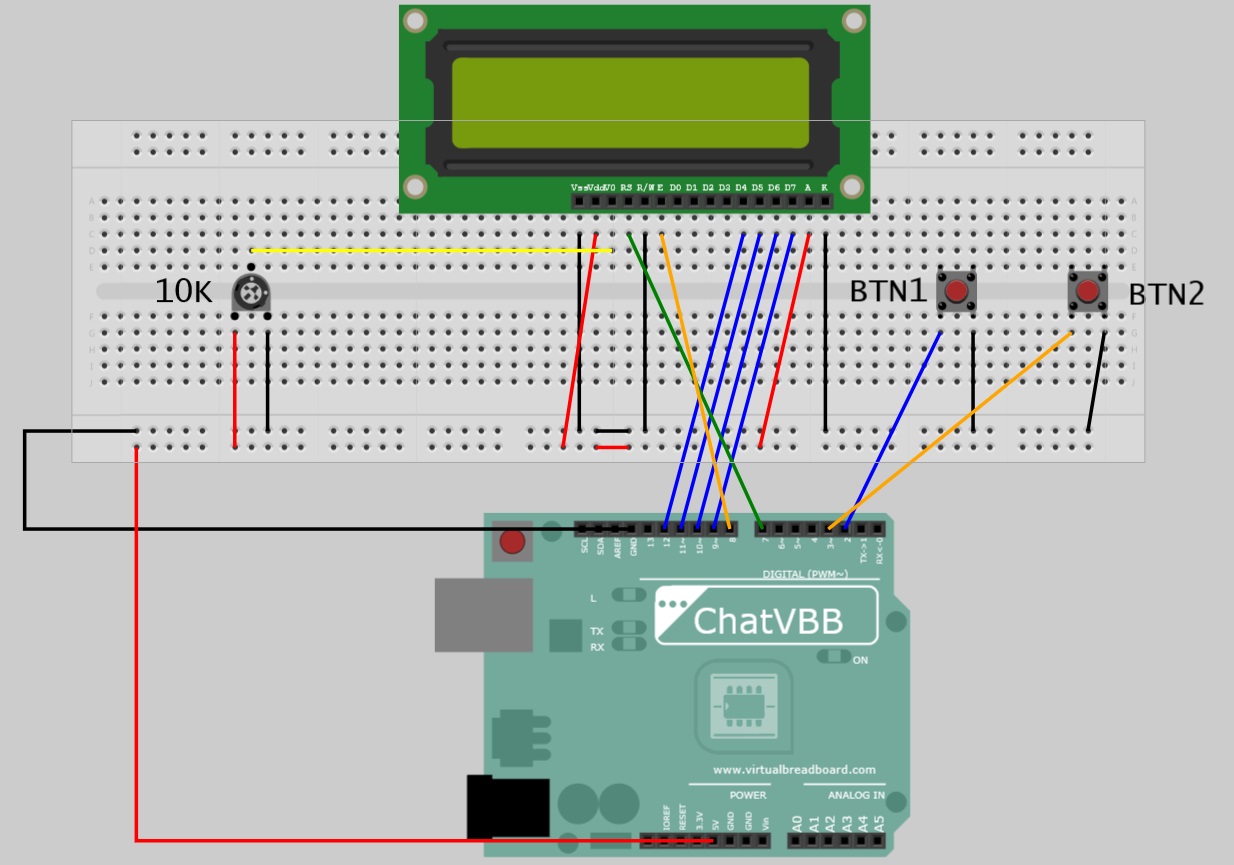 Vss Vdd V0 RS R/W E D0 D1 D2 D3 D4 D5 D6 D7 A K
A A
B B
C C
D D
E E
10K
BTN1
BTN2
F F
G G
H H
I I
J J
SCL SDA AREF GND 13 12 11~ 10~ 9~ 8 7 6~ 5~ 4 3~ 2 TX->1 RX<-0
DIGITAL (PWM~)
L
ChatVBB
TX
RX
ON
www.virtualbreadboard.com
POWER
ANALOG IN
IOREF RESET 3.3V 5V GND GND Vin A0 A1 A2 A3 A4 A5